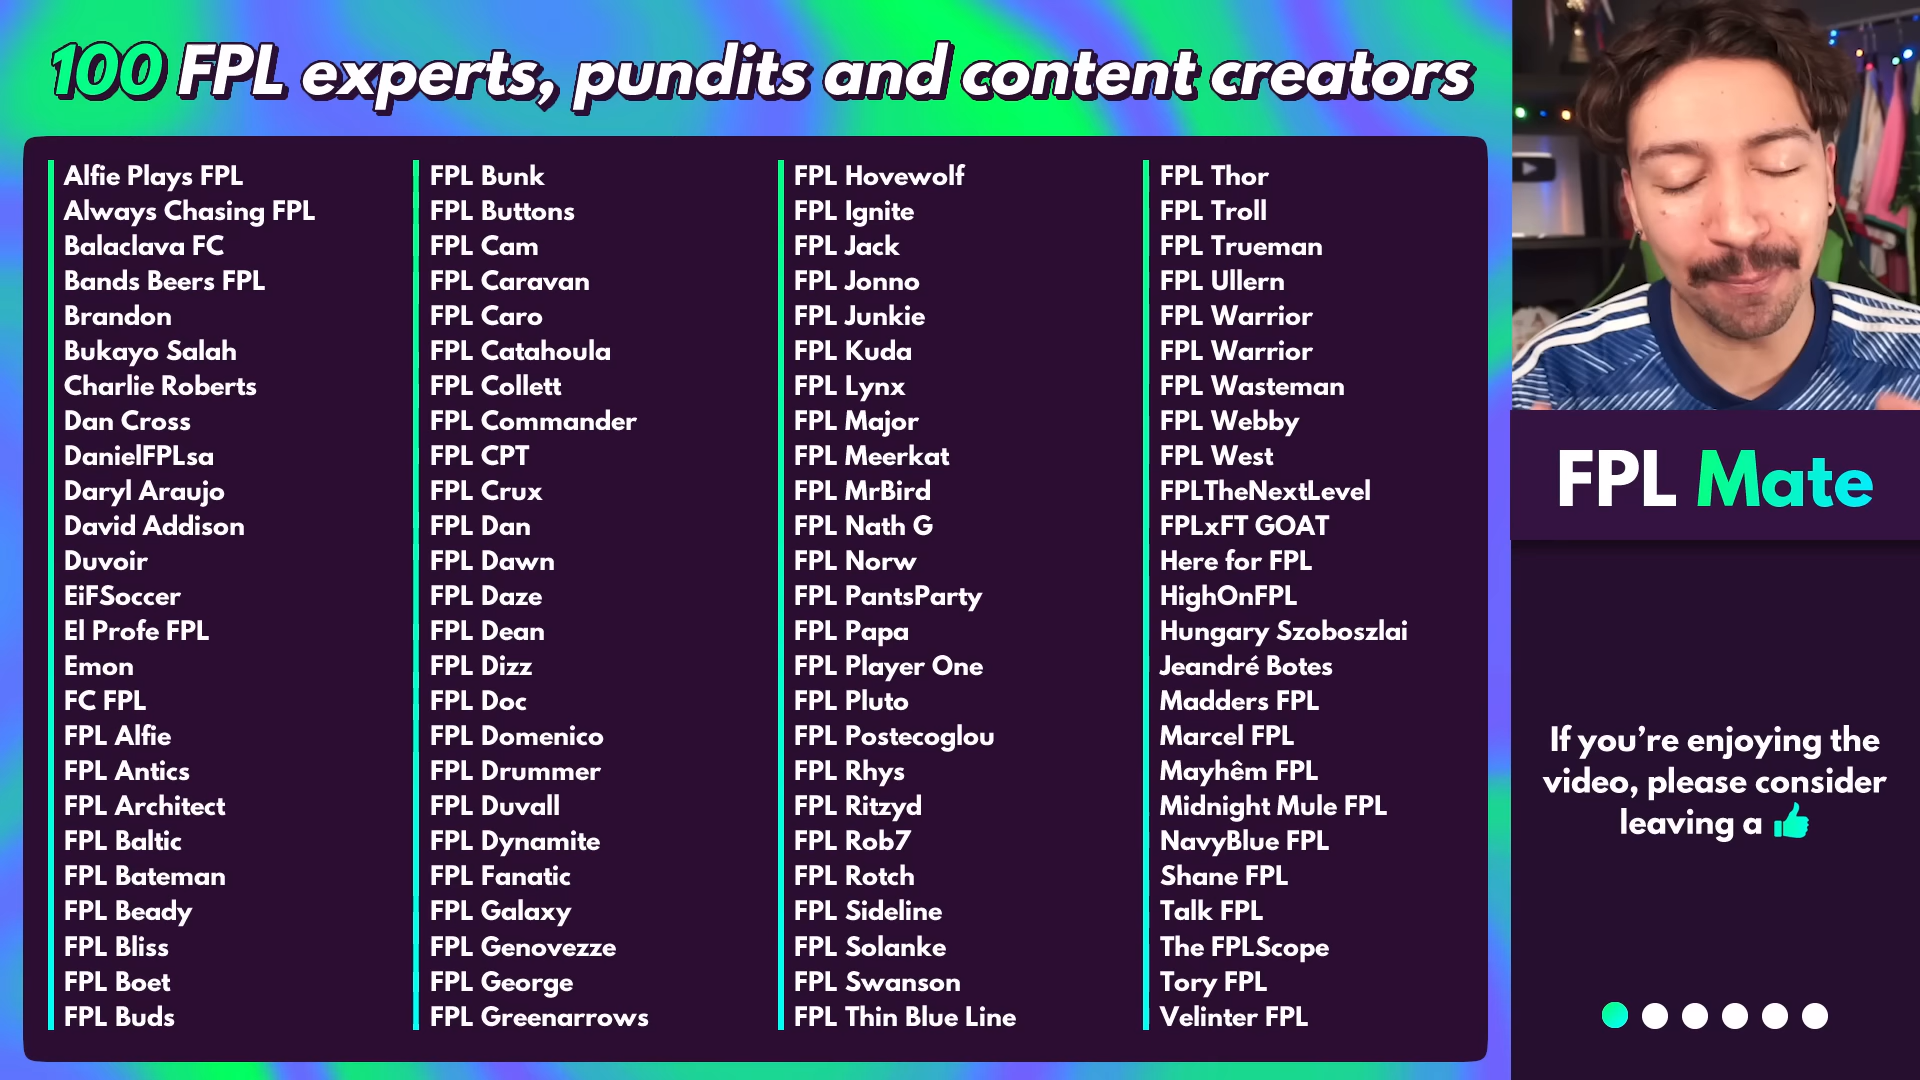 100 FPL experts, pundits and content creators
Alfie Plays FPL
Always Chasing FPL
Balaclava FC
Bands Beers FPL
Brandon
Bukayo Salah
Charlie Roberts
Dan Cross
DanielFPLsa
Daryl Araujo
David Addison
Duvoir
EiFSoccer
El Profe FPL
Emon
FC FPL
FPL Alfie
FPL Antics
FPL Architect
FPL Baltic
FPL Bateman
FPL Beady
FPL Bliss
FPL Boet
FPL Buds
FPL Bunk
FPL Buttons
FPL Cam
FPL Caravan
FPL Caro
FPL Catahoula
FPL Collett
FPL Commander
FPL CPT
FPL Crux
FPL Dan
FPL Dawn
FPL Daze
FPL Dean
FPL Dizz
FPL Doc
FPL Domenico
FPL Drummer
FPL Duvall
FPL Dynamite
FPL Fanatic
FPL Galaxy
FPL Genovezze
FPL George
FPL Greenarrows
FPL Hovewolf
FPL Ignite
FPL Jack
FPL Jonno
FPL Junkie
FPL Kuda
FPL Lynx
FPL Major
FPL Meerkat
FPL MrBird
FPL Nath G
FPL Norw
FPL PantsParty
FPL Papa
FPL Player One
FPL Pluto
FPL Postecoglou
FPL Rhys
FPL Ritzyd
FPL Rob7
FPL Rotch
FPL Sideline
FPL Solanke
FPL Swanson
FPL Thin Blue Line
FPL Thor
FPL Troll
FPL Trueman
FPL Ullern
FPL Warrior
FPL Warrior
FPL Wasteman
FPL Webby
FPL West
FPLTheNextLevel
FPLxFT GOAT
Here for FPL
HighOnFPL
Hungary Szoboszlai
Jeandré Botes
Madders FPL
Marcel FPL
Mayhêm FPL
Midnight Mule FPL
NavyBlue FPL
Shane FPL
Talk FPL
The FPLScope
Tory FPL
Velinter FPL
FPL Mate
If you're enjoying the
video, please consider
leaving a